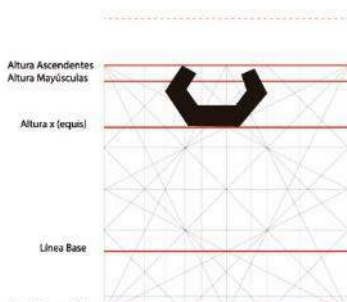 Altura Ascendentes
Altura Mayúsculas
Altura x (equis)
Línea Base